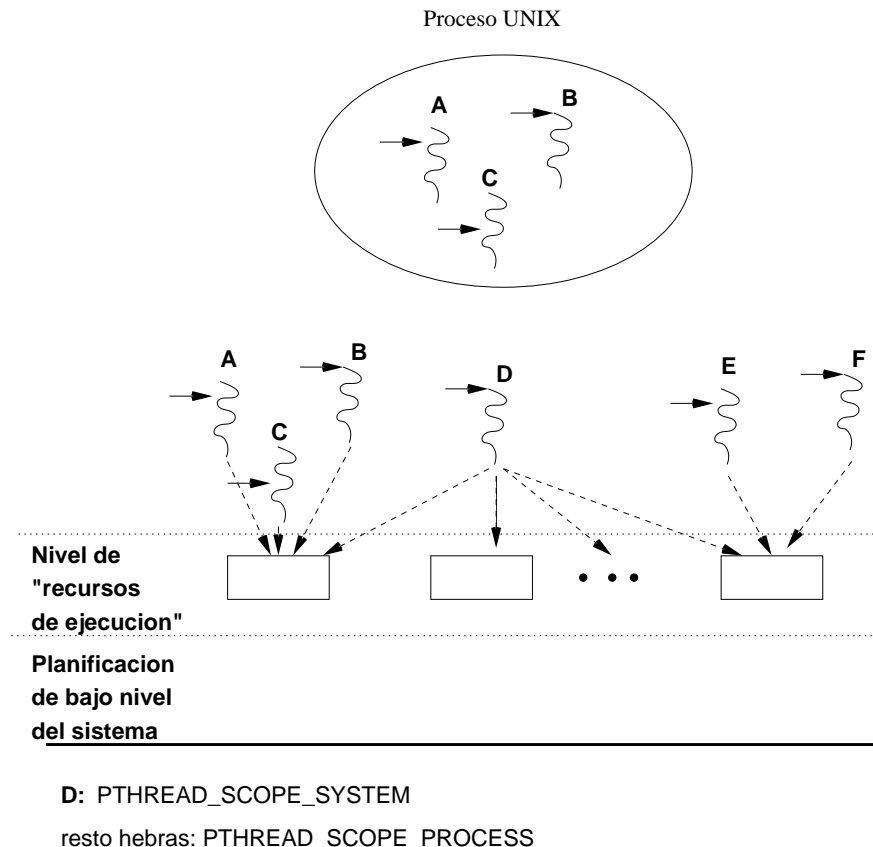 Proceso UNIX
A
B
C
A
B
C
D
E
F
Nivel de
"recursos
de ejecucion"
Planificacion
de bajo nivel
del sistema
D: PTHREAD_SCOPE_SYSTEM
resto hebras: PTHREAD_SCOPE_PROCESS